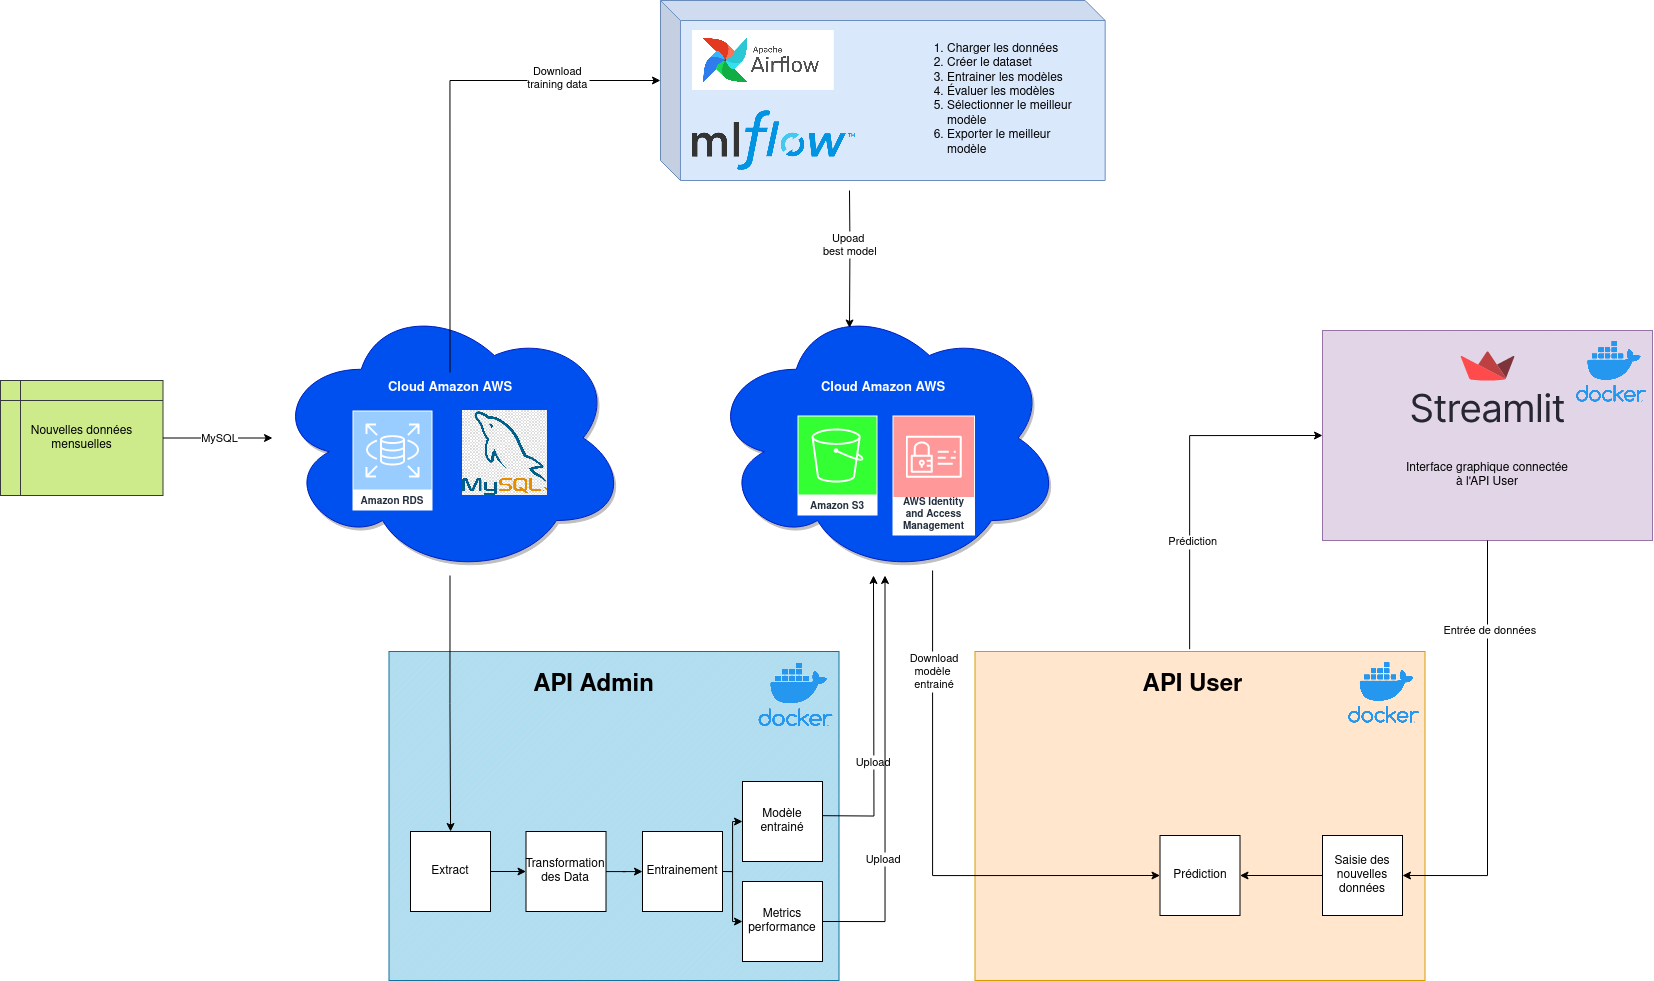 Apache
Airflow
mlflow™
1. Charger les données
2. Créer le dataset
3. Entrainer les modèles
4. Évaluer les modèles
5. Sélectionner le meilleur
modèle
6. Exporter le meilleur
modèle
Download
training data
Upoad
best model
Nouvelles données
mensuelles
MySQL
Cloud Amazon AWS
Amazon RDS
MySQL
Cloud Amazon AWS
Amazon S3
AWS Identity
and Access
Management
Streamlit
docker
Interface graphique connectée
à l'API User
Prédiction
Entrée de données
API Admin
docker
Extract
Transformation
des Data
Entrainement
Modèle
entrainé
Metrics
performance
Upload
Upload
Download
modèle
entrainé
API User
docker
Prédiction
Saisie des
nouvelles
données